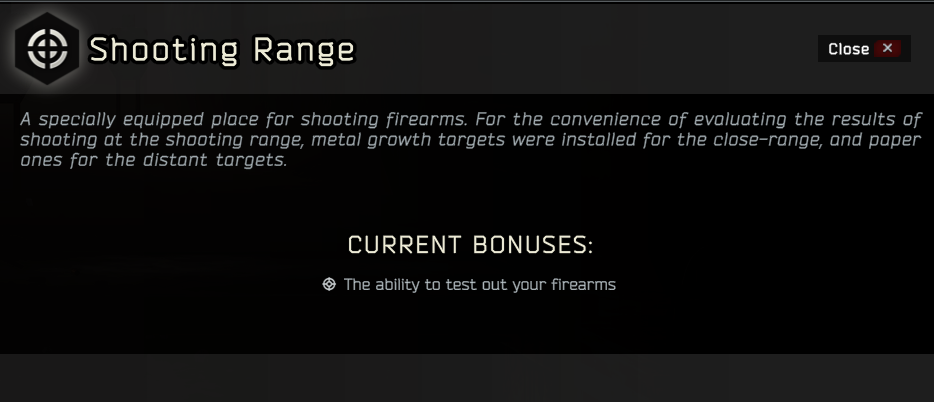 Shooting Range
Close
A specially equipped place for shooting firearms. For the convenience of evaluating the results of
shooting at the shooting range, metal growth targets were installed for the close-range, and paper
ones for the distant targets.
CURRENT BONUSES:
The ability to test out your firearms